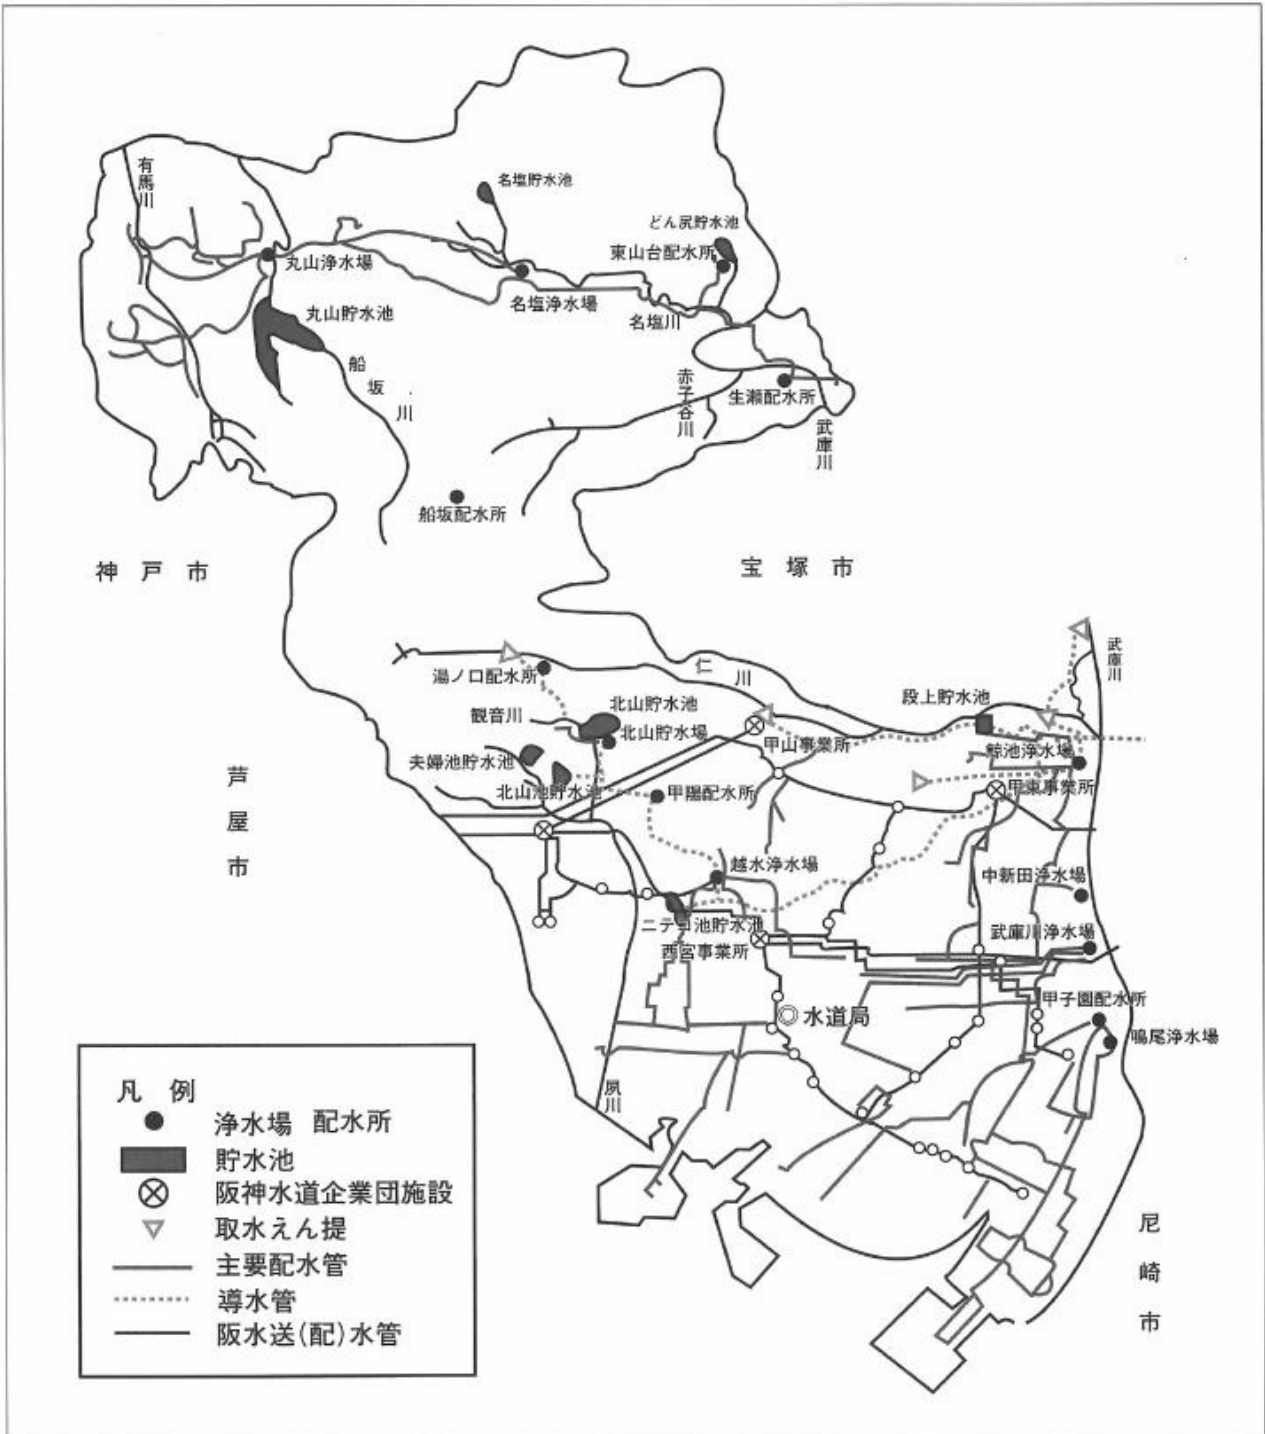 有馬川
名塩貯水池
どん尻貯水池
東山台配水所
丸山浄水場
名塩浄水場
丸山貯水池
名塩川
船坂川
赤子谷川
生瀬配水所
武庫川
船坂配水所
神戸市
宝塚市
武庫川
仁川
湯ノ口配水所
段上貯水池
北山貯水池
観音川
北山貯水場
甲山事業所
鯨池浄水場
夫婦池貯水池
甲東事業所
北山池貯水池
甲陽配水所
芦屋市
越水浄水場
中新田浄水場
ニテコ池貯水池
武庫川浄水場
西宮事業所
甲子園配水所
水道局
鳴尾浄水場
夙川
尼崎市
凡例
浄水場 配水所
貯水池
阪神水道企業団施設
取水えん提
主要配水管
導水管
阪水送(配)水管